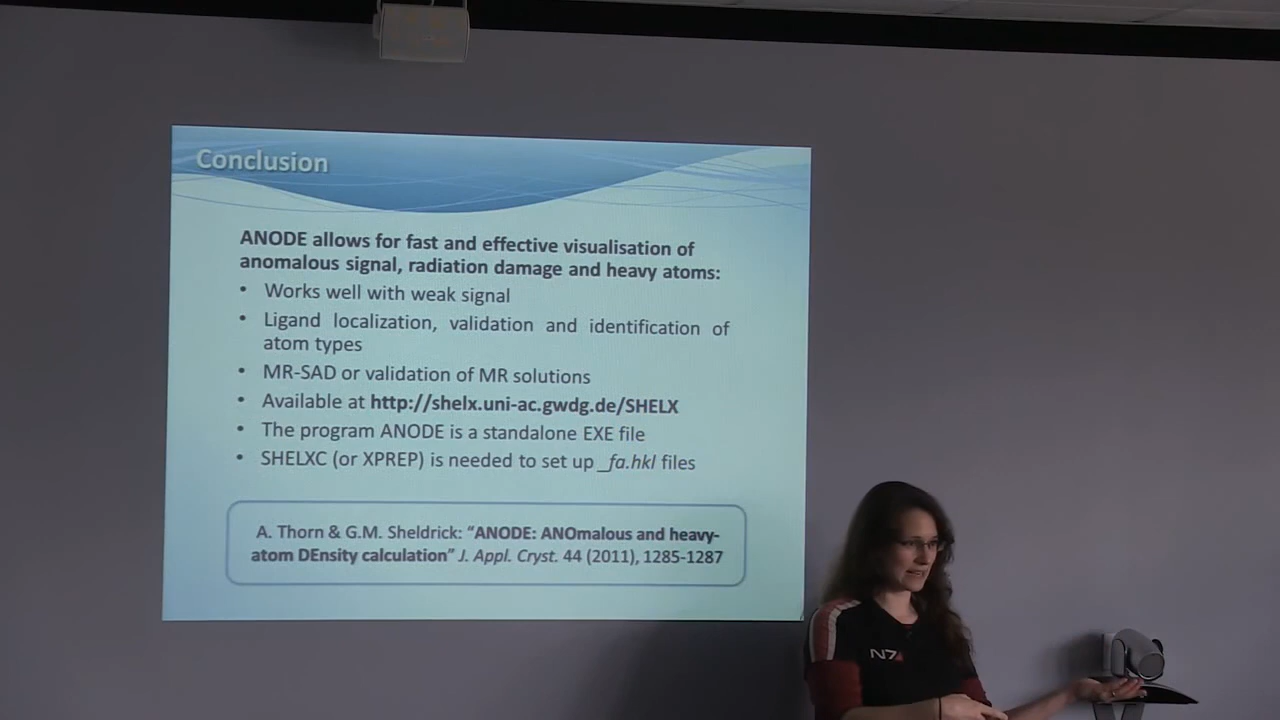 Conclusion
ANODE allows for fast and effective visualisation of
anomalous signal, radiation damage and heavy atoms:
• Works well with weak signal
• Ligand localization, validation and identification of
atom types
• MR-SAD or validation of MR solutions
• Available at http://shelx.uni-ac.gwdg.de/SHELX
• The program ANODE is a standalone EXE file
• SHELXC (or XPREP) is needed to set up _fa.hkl files
A. Thorn & G.M. Sheldrick: “ANODE: ANOmalous and heavy-
atom DEnsity calculation” J. Appl. Cryst. 44 (2011), 1285-1287
N7